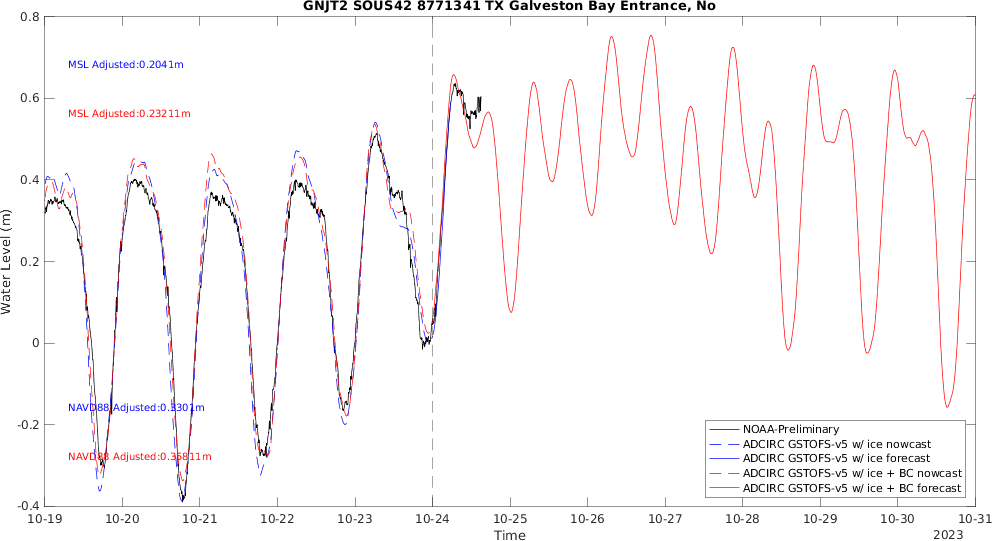 GNJT2 SOUS42 8771341 TX Galveston Bay Entrance, No
0.8
0.6
0.4
0.2
0
-0.2
-0.4
Water Level (m)
MSL Adjusted:0.2041m
MSL Adjusted:0.23211m
NAVD88 Adjusted:0.3301m
NAVD88 Adjusted:0.35811m
NOAA-Preliminary
ADCIRC GSTOFS-v5 w/ ice nowcast
ADCIRC GSTOFS-v5 w/ ice forecast
ADCIRC GSTOFS-v5 w/ ice + BC nowcast
ADCIRC GSTOFS-v5 w/ ice + BC forecast
10-19 10-20 10-21 10-22 10-23 10-24 10-25 10-26 10-27 10-28 10-29 10-30 10-31
Time
2023